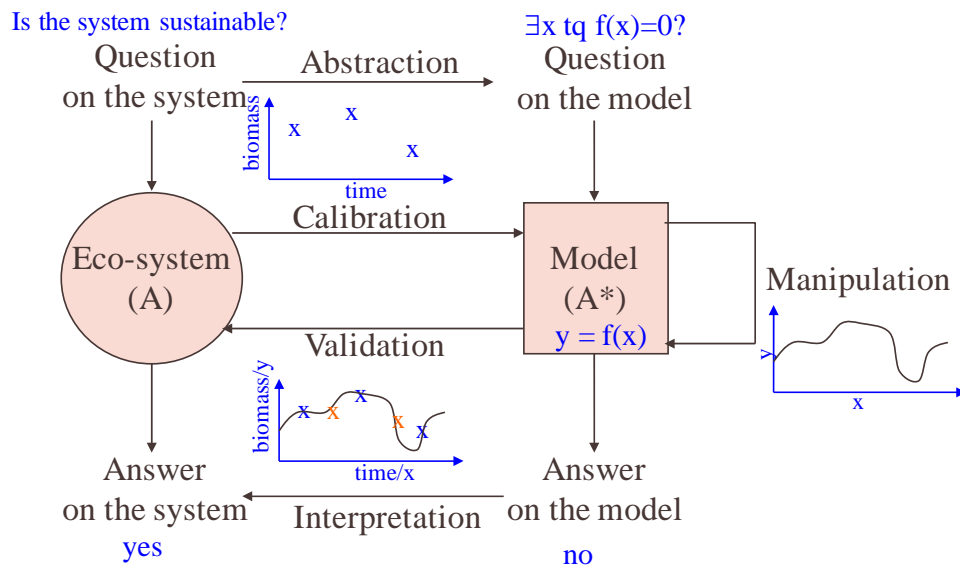 Is the system sustainable?
∃x tq f(x)=0?
Question
on the system
Abstraction
Question
on the model
biomass
x
x
x
time
Calibration
Eco-system
(A)
Model
(A*)
y = f(x)
Manipulation
y
x
Validation
biomass/y
x
x
x
x
x
time/x
Answer
on the system
yes
Interpretation
Answer
on the model
no